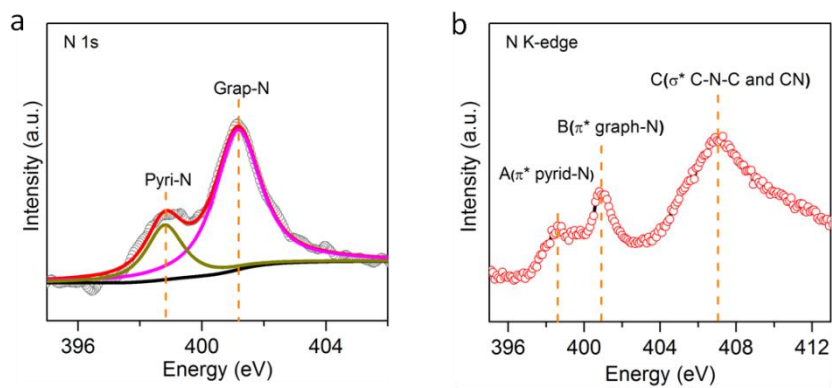 a
N 1s
Grap-N
Pyri-N
Intensity (a.u.)
396
400
404
Energy (eV)
b
N K-edge
C(σ* C-N-C and CN)
B(π* graph-N)
A(π* pyrid-N)
Intensity (a.u.)
396
400
404
408
412
Energy (eV)